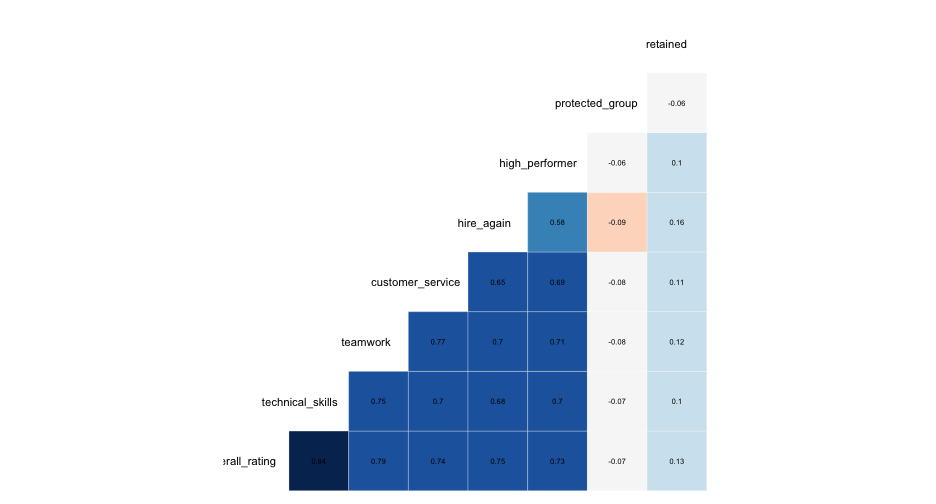 retained
protected_group -0.06
high_performer -0.06 0.1
hire_again 0.58 -0.09 0.16
customer_service 0.65 0.69 -0.08 0.11
teamwork 0.77 0.7 0.71 -0.08 0.12
technical_skills 0.75 0.7 0.68 0.7 -0.07 0.1
erall_rating 0.84 0.79 0.74 0.75 0.73 -0.07 0.13